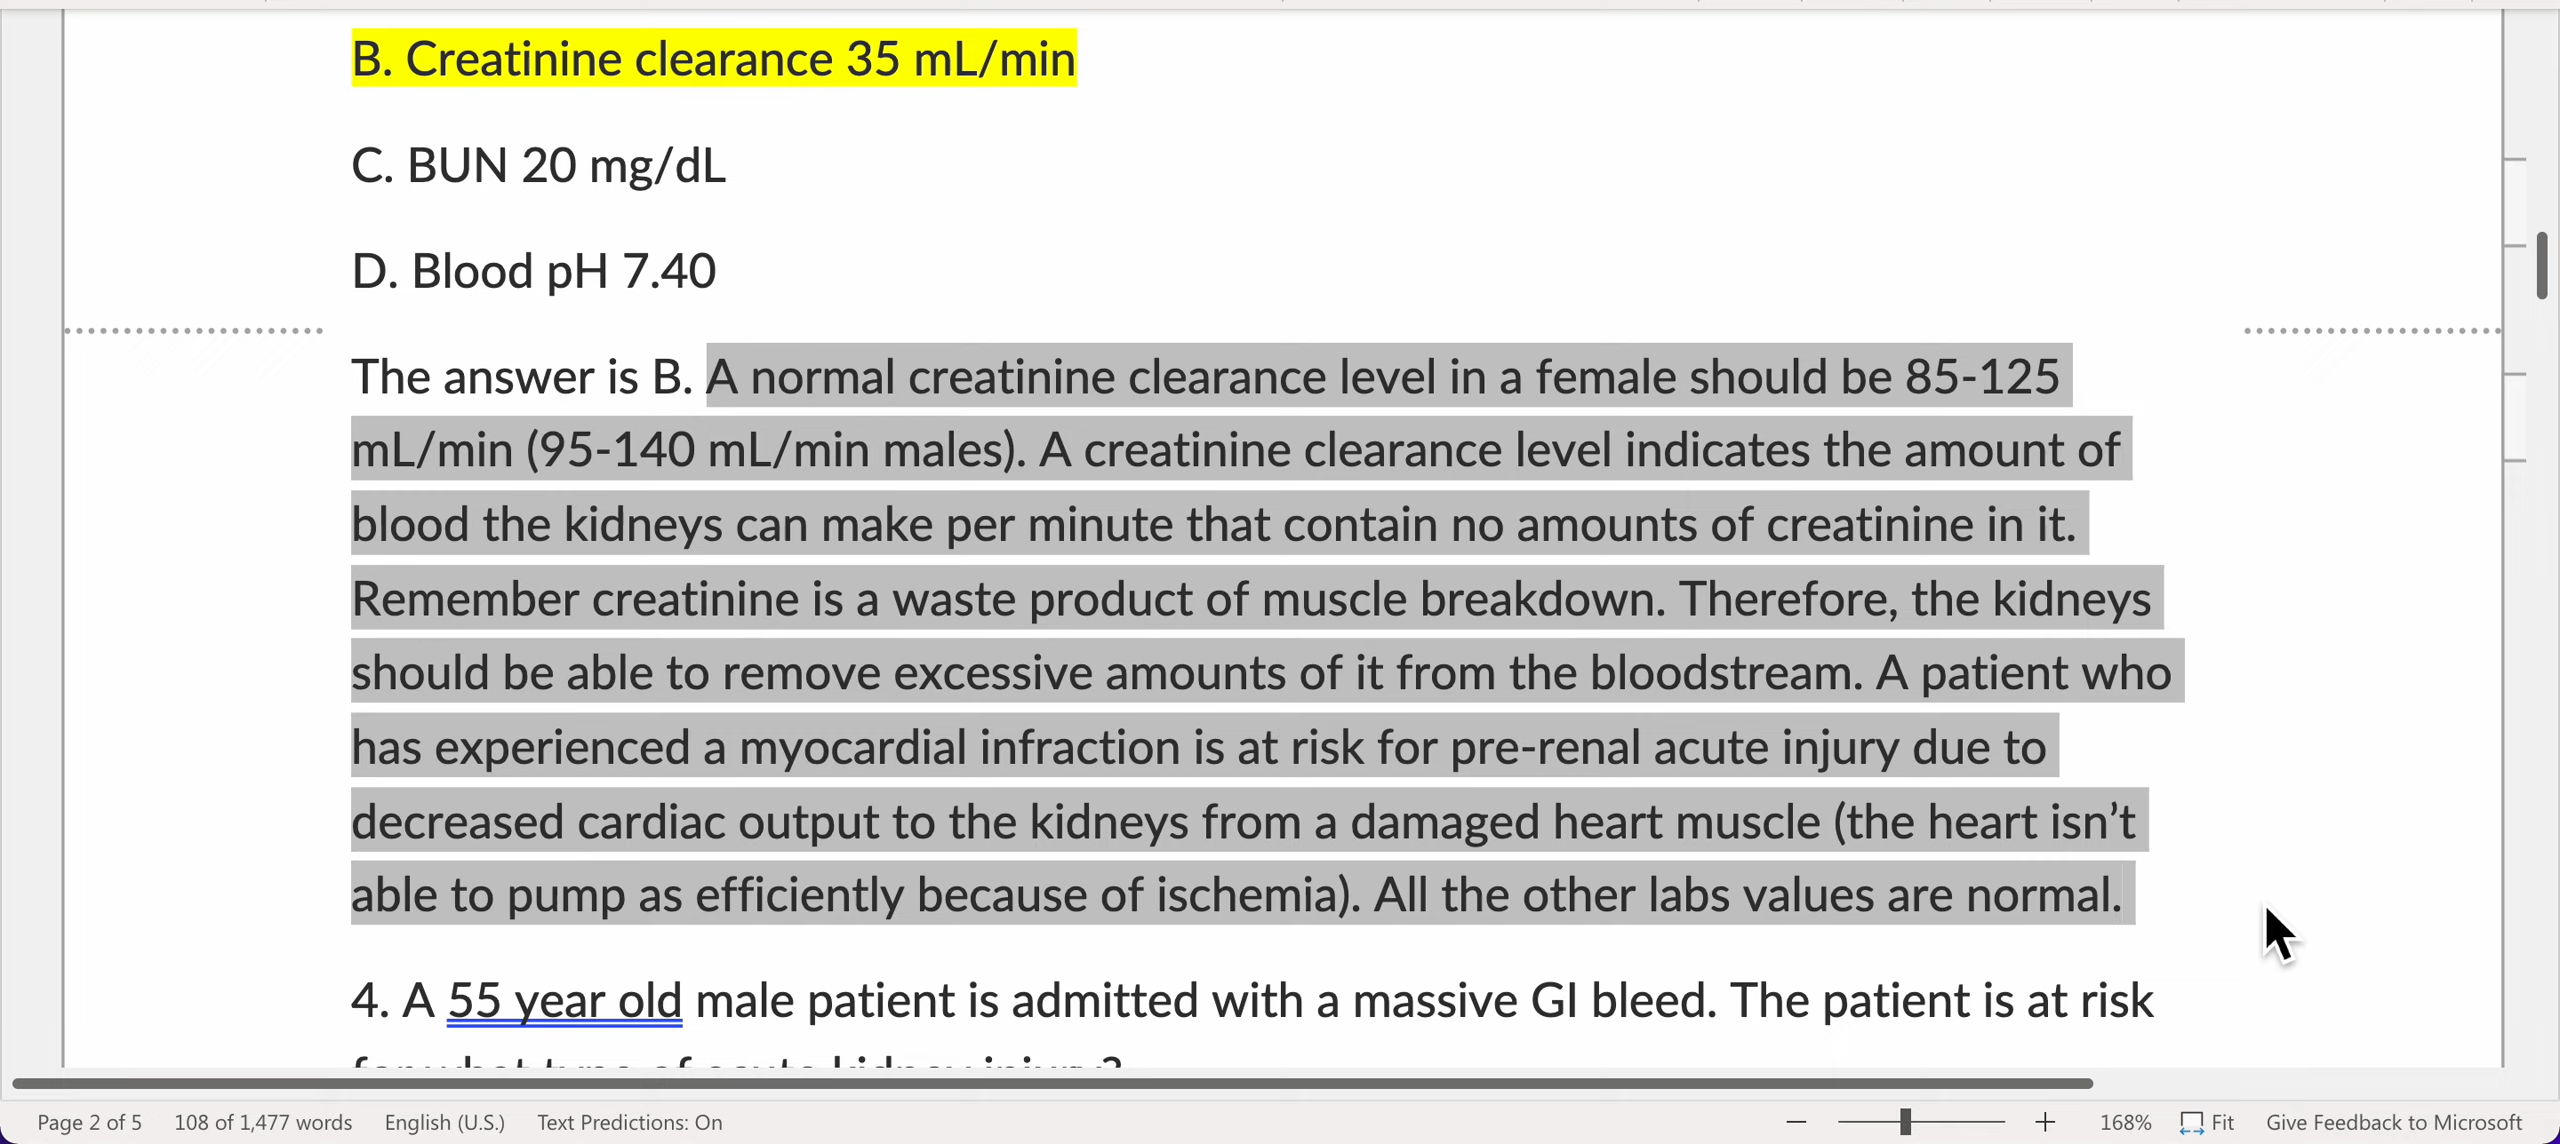 B. Creatinine clearance 35 mL/min
C. BUN 20 mg/dL
D. Blood pH 7.40
The answer is B. A normal creatinine clearance level in a female should be 85-125
mL/min (95-140 mL/min males). A creatinine clearance level indicates the amount of
blood the kidneys can make per minute that contain no amounts of creatinine in it.
Remember creatinine is a waste product of muscle breakdown. Therefore, the kidneys
should be able to remove excessive amounts of it from the bloodstream. A patient who
has experienced a myocardial infraction is at risk for pre-renal acute injury due to
decreased cardiac output to the kidneys from a damaged heart muscle (the heart isn’t
able to pump as efficiently because of ischemia). All the other labs values are normal.
4. A 55 year old male patient is admitted with a massive GI bleed. The patient is at risk
for what type of acute kidney injury?
Page 2 of 5 108 of 1,477 words English (U.S.) Text Predictions: On 168% Fit Give Feedback to Microsoft